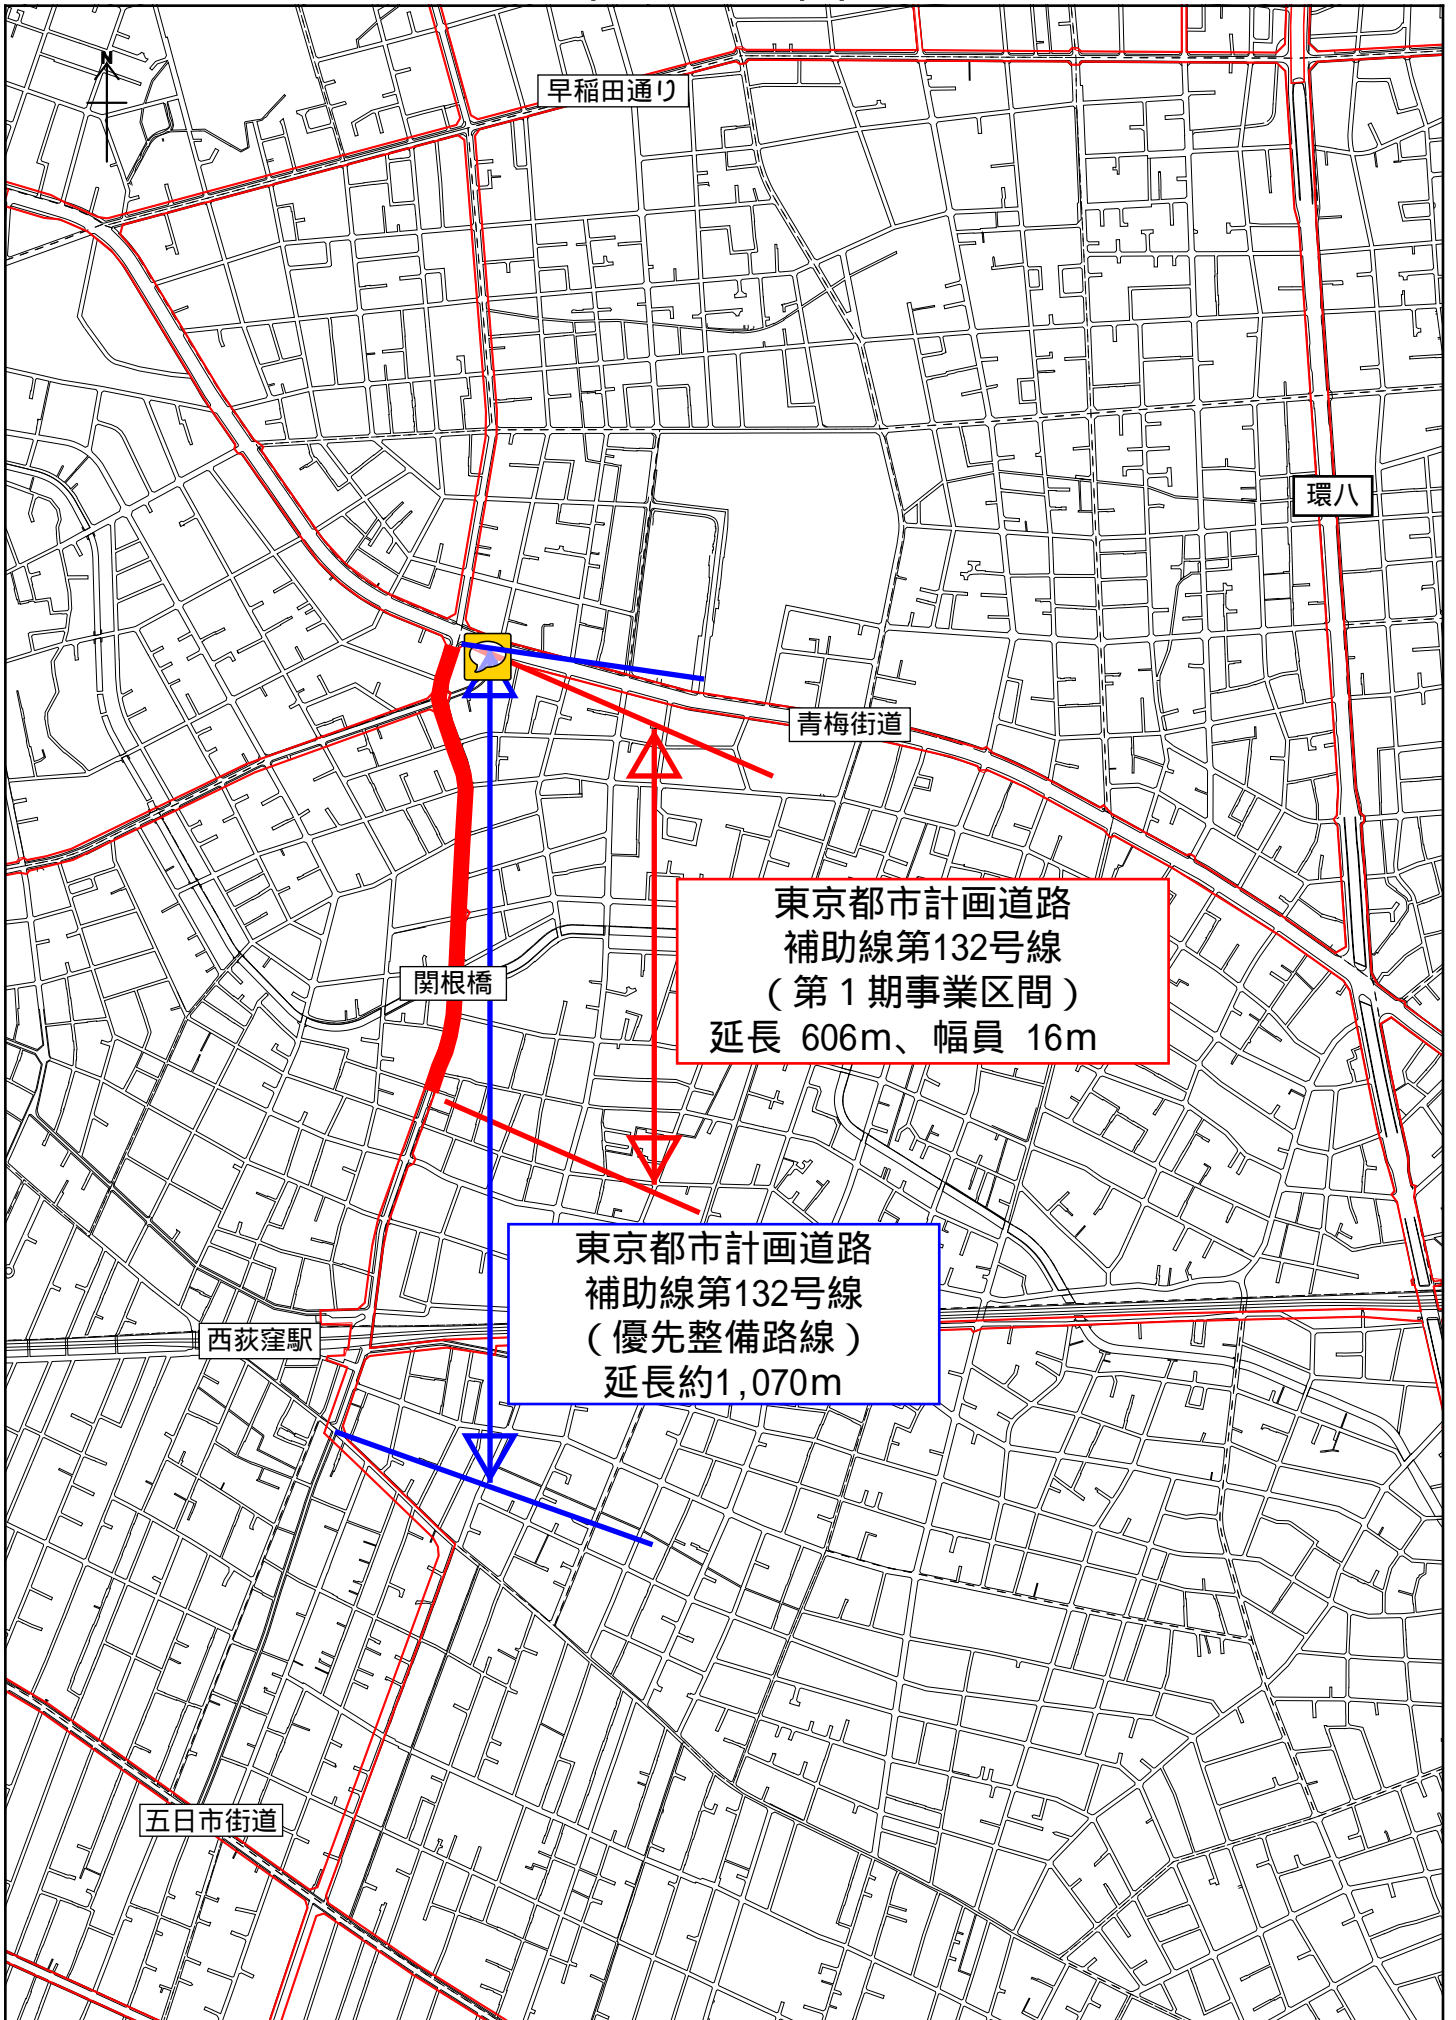 N
早稲田通り
環八
青梅街道
東京都市計画道路
補助線第132号線
(第1期事業区間)
延長 606m、幅員 16m
関根橋
東京都市計画道路
補助線第132号線
(優先整備路線)
延長約1,070m
西荻窪駅
五日市街道